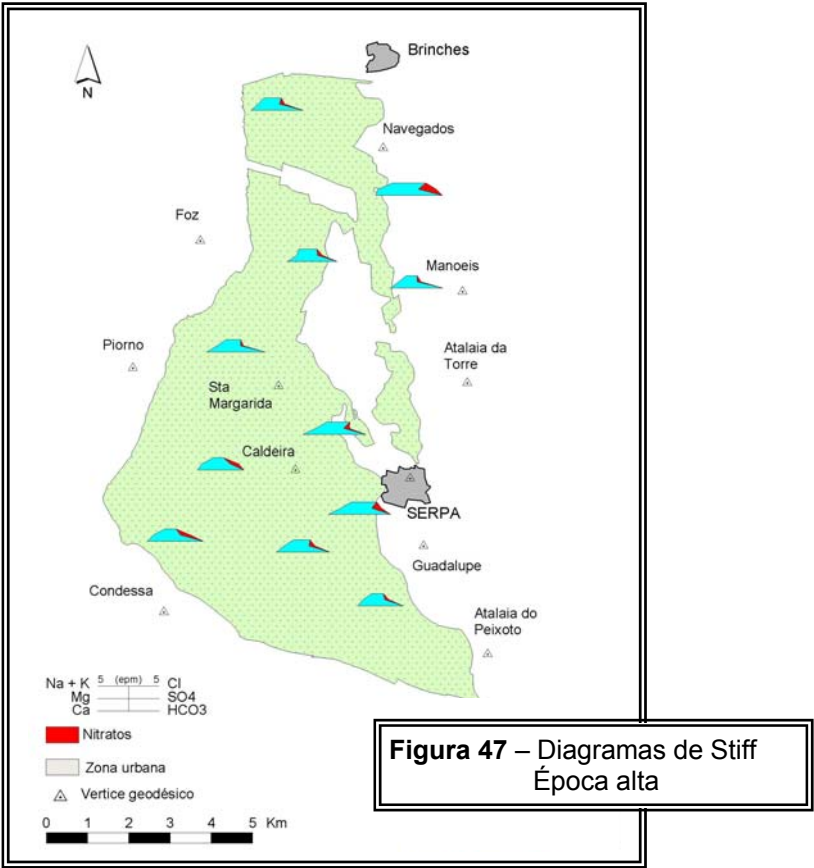 Brinches
N
Navegados
Foz
Manoeis
Piorno
Atalaia da
Torre
Sta
Margarida
Caldeira
SERPA
Guadalupe
Condessa
Atalaia do
Peixoto
Na + K 5 (epm) 5 Cl
Mg SO4
Ca HCO3
Nitratos
Zona urbana
Vertice geodésico
0 1 2 3 4 5 Km
Figura 47 – Diagramas de Stiff
Época alta